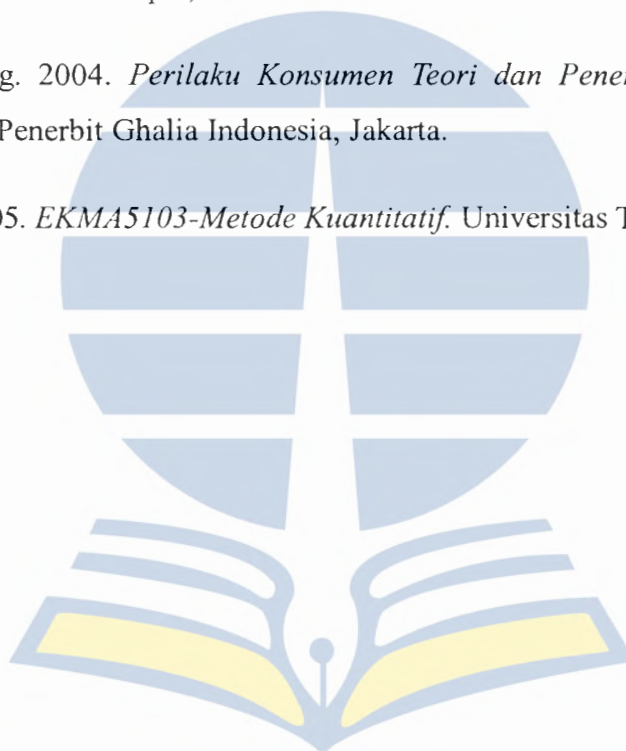 g. 2004. Perilaku Konsumen Teori dan Pener
Penerbit Ghalia Indonesia, Jakarta.
05. EKMA5103-Metode Kuantitatif. Universitas T